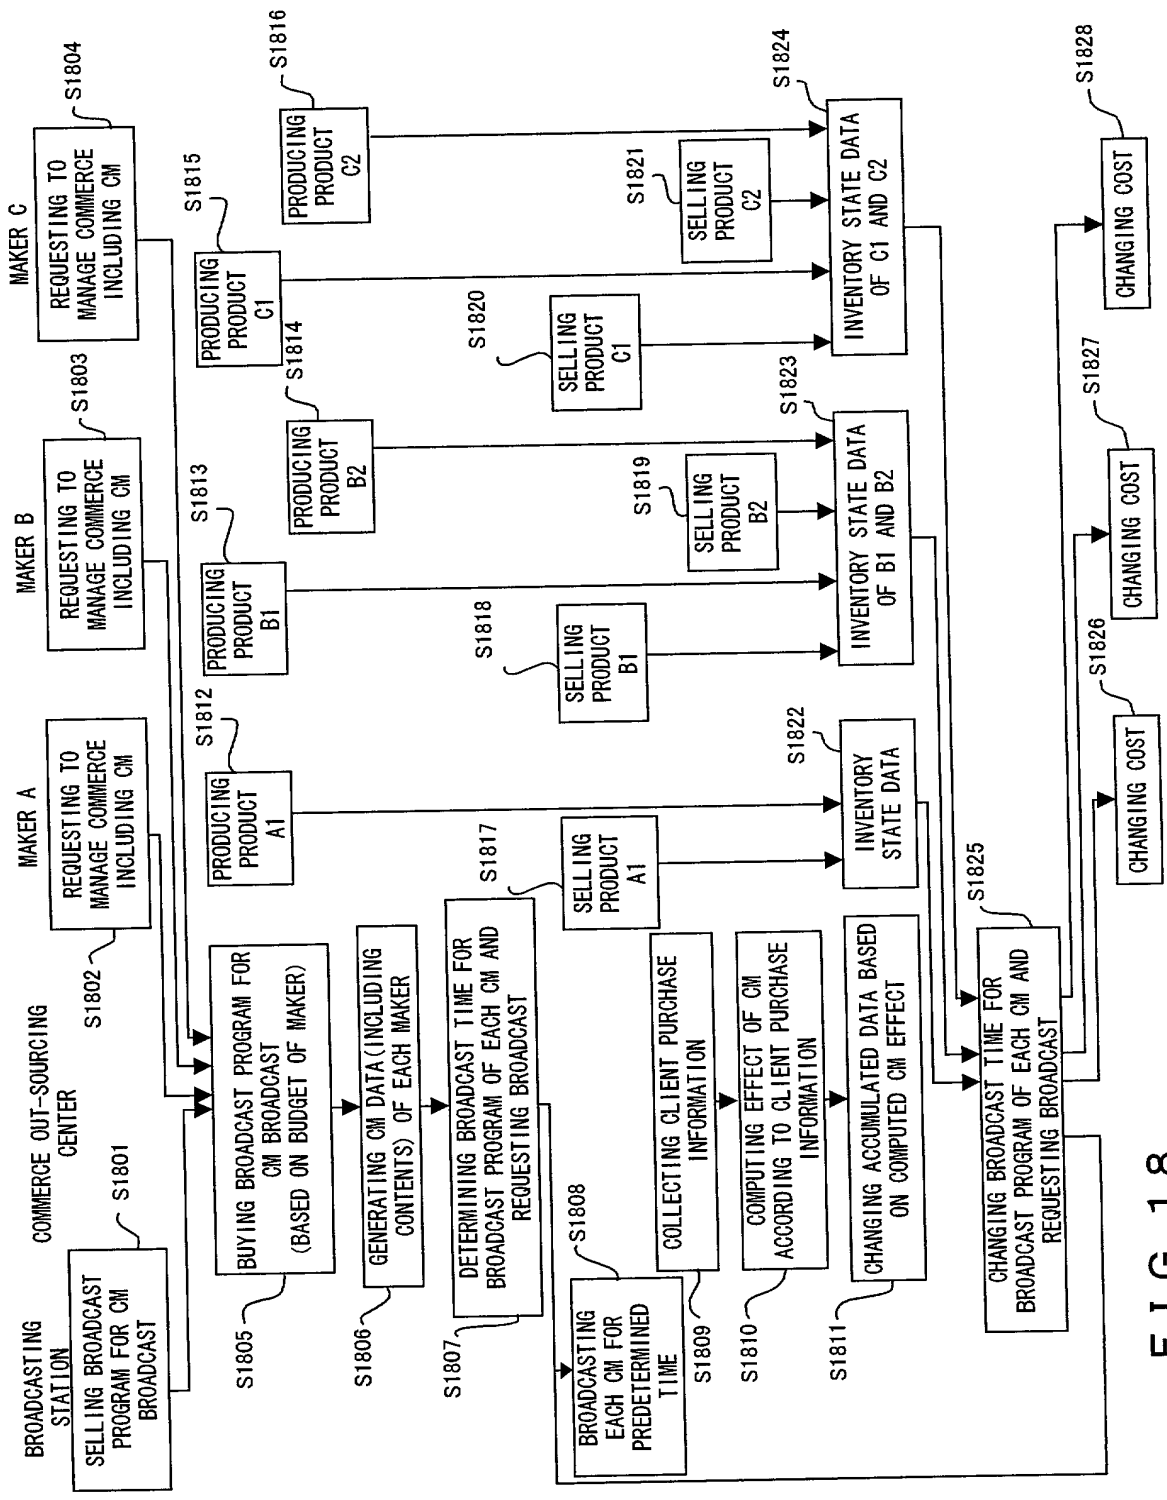 BROADCASTING
STATION
COMMERCE OUT-SOURCING
CENTER
MAKER A
MAKER B
MAKER C
SELLING BROADCAST
PROGRAM FOR CM
BROADCAST
S1801
REQUESTING TO
MANAGE COMMERCE
INCLUDING CM
S1802
REQUESTING TO
MANAGE COMMERCE
INCLUDING CM
S1803
REQUESTING TO
MANAGE COMMERCE
INCLUDING CM
S1804
BUYING BROADCAST PROGRAM FOR
CM BROADCAST
(BASED ON BUDGET OF MAKER)
S1805
GENERATING CM DATA(INCLUDING
CONTENTS) OF EACH MAKER
S1806
DETERMINING BROADCAST TIME FOR
BROADCAST PROGRAM OF EACH CM AND
REQUESTING BROADCAST
S1807
BROADCASTING
EACH CM FOR
PREDETERMINED
TIME
S1808
COLLECTING CLIENT PURCHASE
INFORMATION
S1809
COMPUTING EFFECT OF CM
ACCORDING TO CLIENT PURCHASE
INFORMATION
S1810
CHANGING ACCUMULATED DATA BASED
ON COMPUTED CM EFFECT
S1811
PRODUCING
PRODUCT
A1
S1812
PRODUCING
PRODUCT
B1
S1813
PRODUCING
PRODUCT
B2
S1814
PRODUCING
PRODUCT
C1
S1815
PRODUCING
PRODUCT
C2
S1816
SELLING
PRODUCT
A1
S1817
SELLING
PRODUCT
B1
S1818
SELLING
PRODUCT
B2
S1819
SELLING
PRODUCT
C1
S1820
SELLING
PRODUCT
C2
S1821
INVENTORY
STATE DATA
S1822
INVENTORY STATE DATA
OF B1 AND B2
S1823
INVENTORY STATE DATA
OF C1 AND C2
S1824
CHANGING BROADCAST TIME FOR
BROADCAST PROGRAM OF EACH CM AND
REQUESTING BROADCAST
S1825
CHANGING COST
S1826
CHANGING COST
S1827
CHANGING COST
S1828
FIG. 18